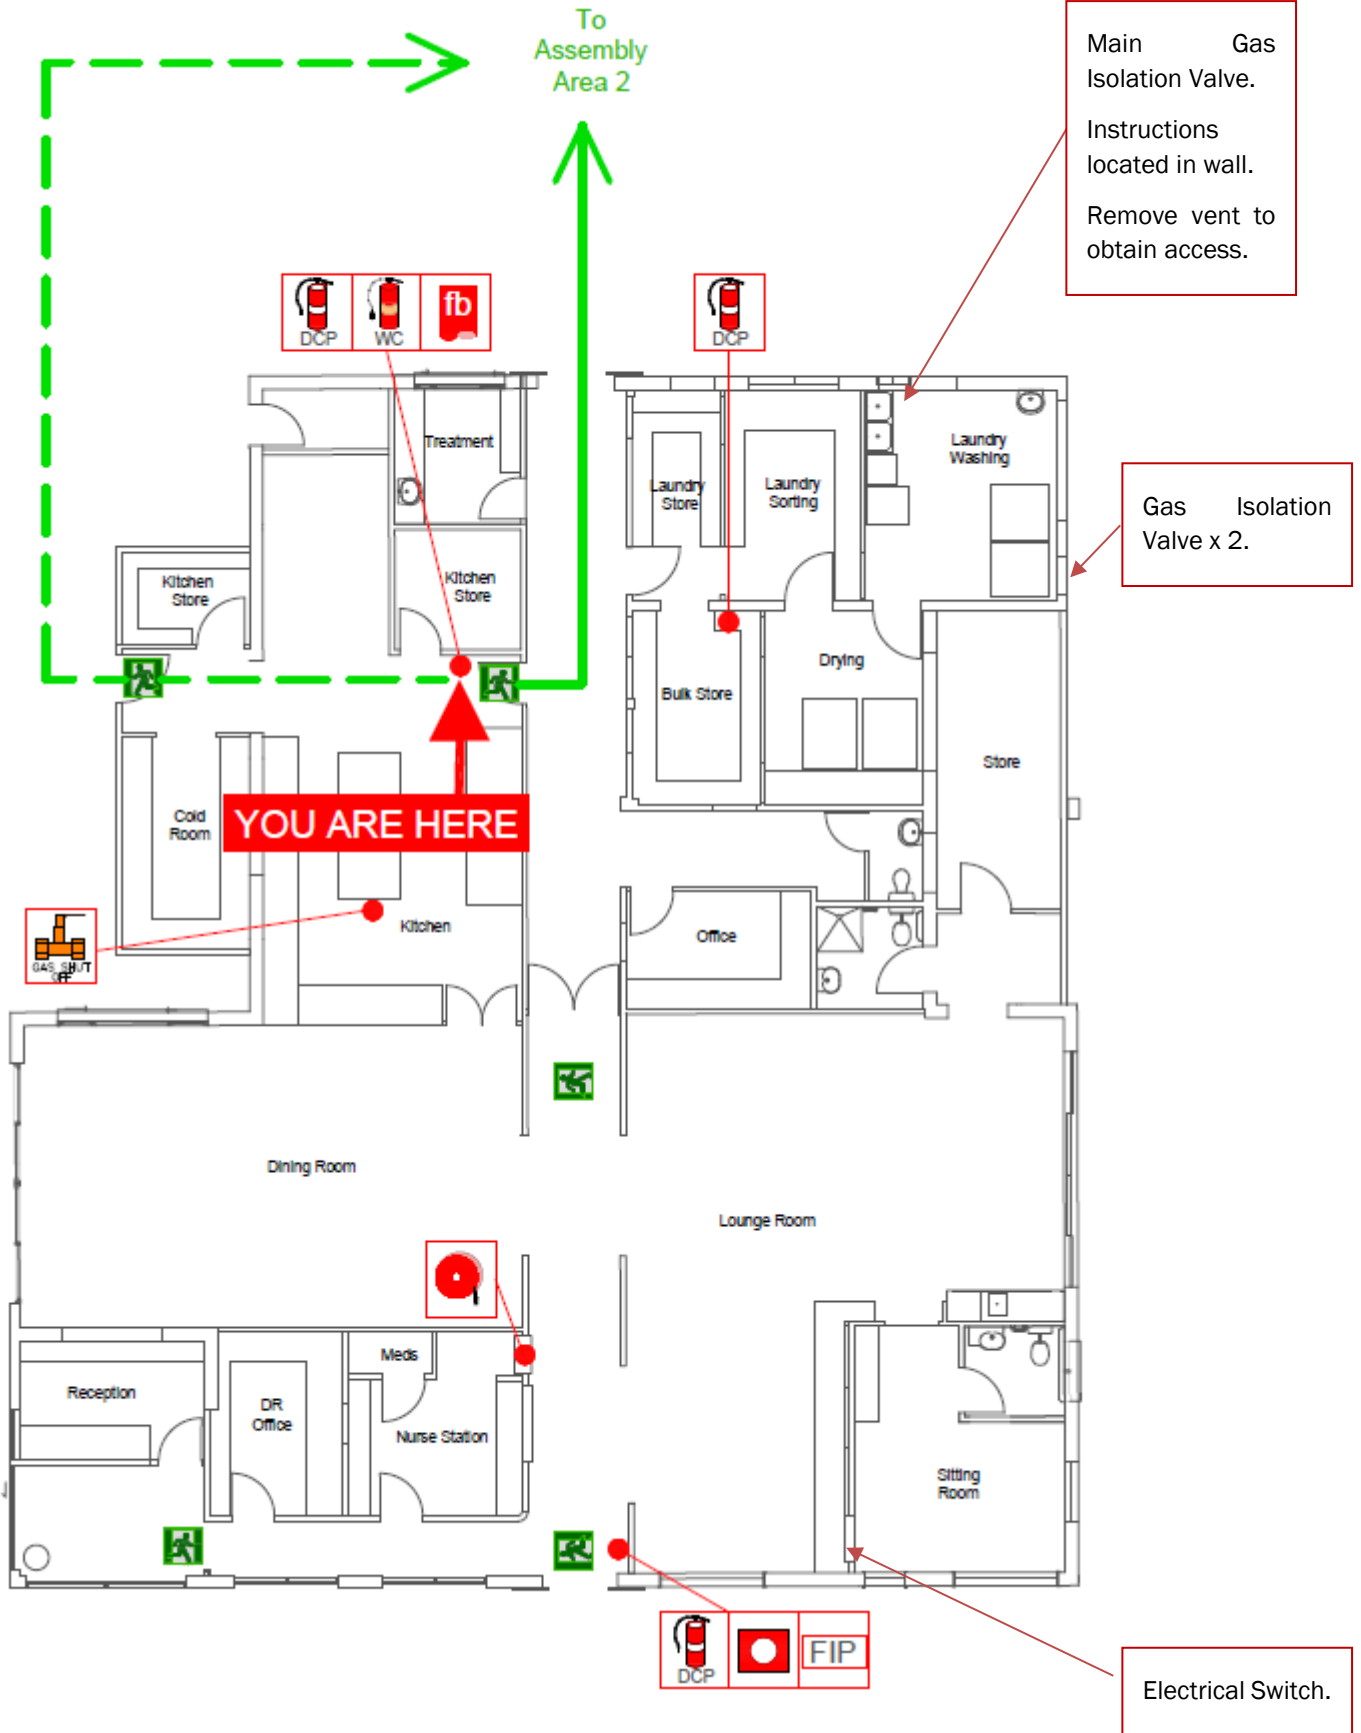 To
Assembly
Area 2
Main Gas
Isolation Valve.
Instructions
located in wall.
Remove vent to
obtain access.
DCP
WC
fb
DCP
Treatment
Laundry
Store
Laundry
Sorting
Laundry
Washing
Gas Isolation
Valve x 2.
Kitchen
Store
Kitchen
Store
Drying
Bulk Store
Store
Cold
Room
YOU ARE HERE
Kitchen
Office
GAS SHUT
OFF
Dining Room
Lounge Room
Meds
Reception
DR
Office
Nurse Station
Sitting
Room
DCP
FIP
Electrical Switch.